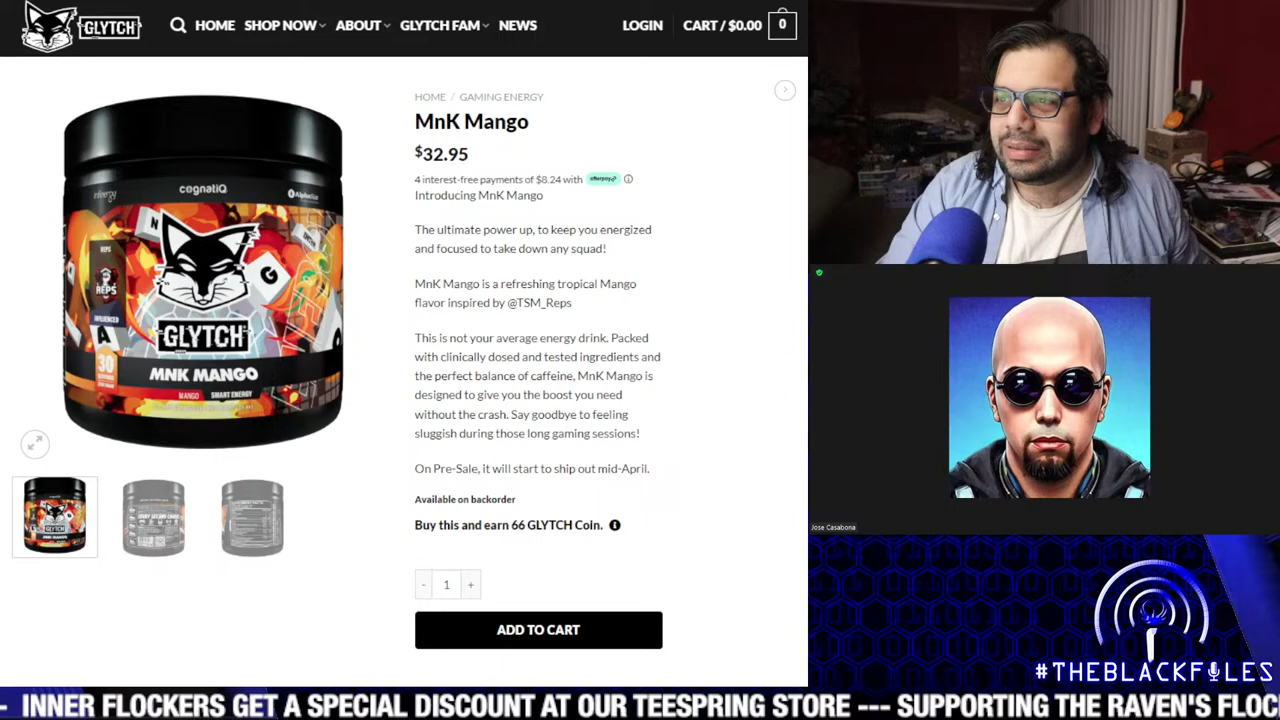 GLYTCH
HOME
SHOP NOW
ABOUT
GLYTCH FAM
NEWS
LOGIN
CART / $0.00
0
HOME / GAMING ENERGY
MnK Mango
$32.95
4 interest-free payments of $8.24 with afterpay
Introducing MnK Mango
The ultimate power up, to keep you energized
and focused to take down any squad!
MnK Mango is a refreshing tropical Mango
flavor inspired by @TSM_Reps
This is not your average energy drink. Packed
with clinically dosed and tested ingredients and
the perfect balance of caffeine, MnK Mango is
designed to give you the boost you need
without the crash. Say goodbye to feeling
sluggish during those long gaming sessions!
On Pre-Sale, it will start to ship out mid-April.
Available on backorder
Buy this and earn 66 GLYTCH Coin.
- 1 +
ADD TO CART
cognatiQ
REPS
REPS
INFLUENCED
N
G
A
GLYTCH
30
MNK MANGO
MANGO SMART ENERGY
Jose Casabona
#THEBLACKFILES
- INNER FLOCKERS GET A SPECIAL DISCOUNT AT OUR TEESPRING STORE --- SUPPORTING THE RAVEN'S FLOC